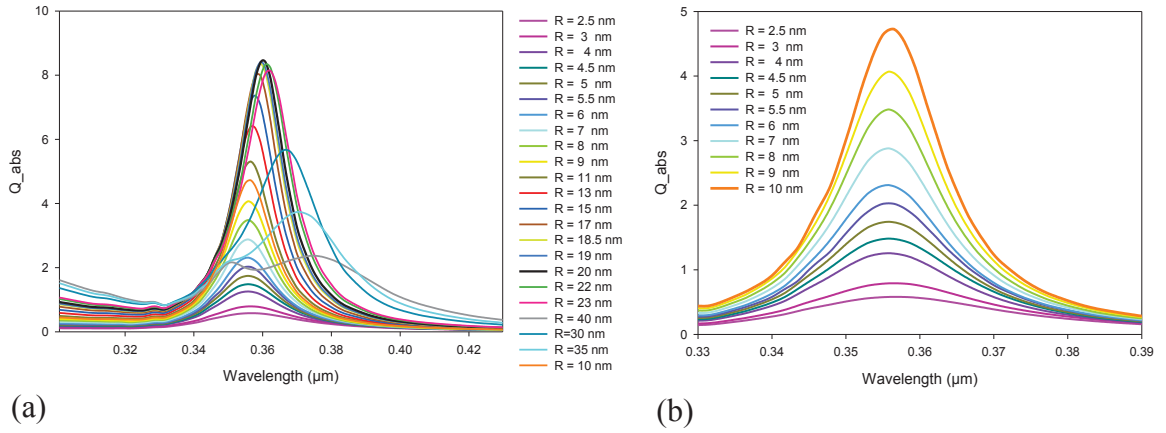 10
8
6
4
2
0
Q_abs
0.32
0.34
0.36
0.38
0.40
0.42
Wavelength (µm)
R = 2.5 nm
R = 3 nm
R = 4 nm
R = 4.5 nm
R = 5 nm
R = 5.5 nm
R = 6 nm
R = 7 nm
R = 8 nm
R = 9 nm
R = 11 nm
R = 13 nm
R = 15 nm
R = 17 nm
R = 18.5 nm
R = 19 nm
R = 20 nm
R = 22 nm
R = 23 nm
R = 40 nm
R=30 nm
R =35 nm
R = 10 nm
(a)
5
4
3
2
1
0
Q_abs
R = 2.5 nm
R = 3 nm
R = 4 nm
R = 4.5 nm
R = 5 nm
R = 5.5 nm
R = 6 nm
R = 7 nm
R = 8 nm
R = 9 nm
R = 10 nm
0.33
0.34
0.35
0.36
0.37
0.38
0.39
Wavelength (µm)
(b)